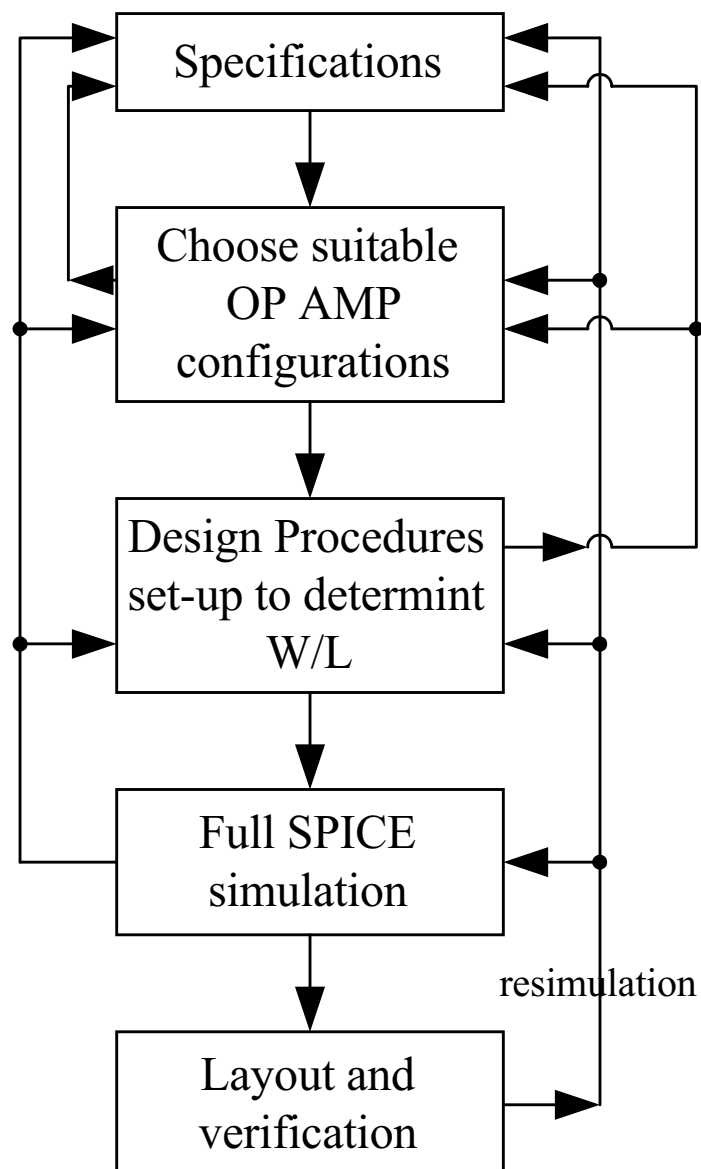 Specifications
Choose suitable
OP AMP
configurations
Design Procedures
set-up to determint
W/L
Full SPICE
simulation
resimulation
Layout and
verification